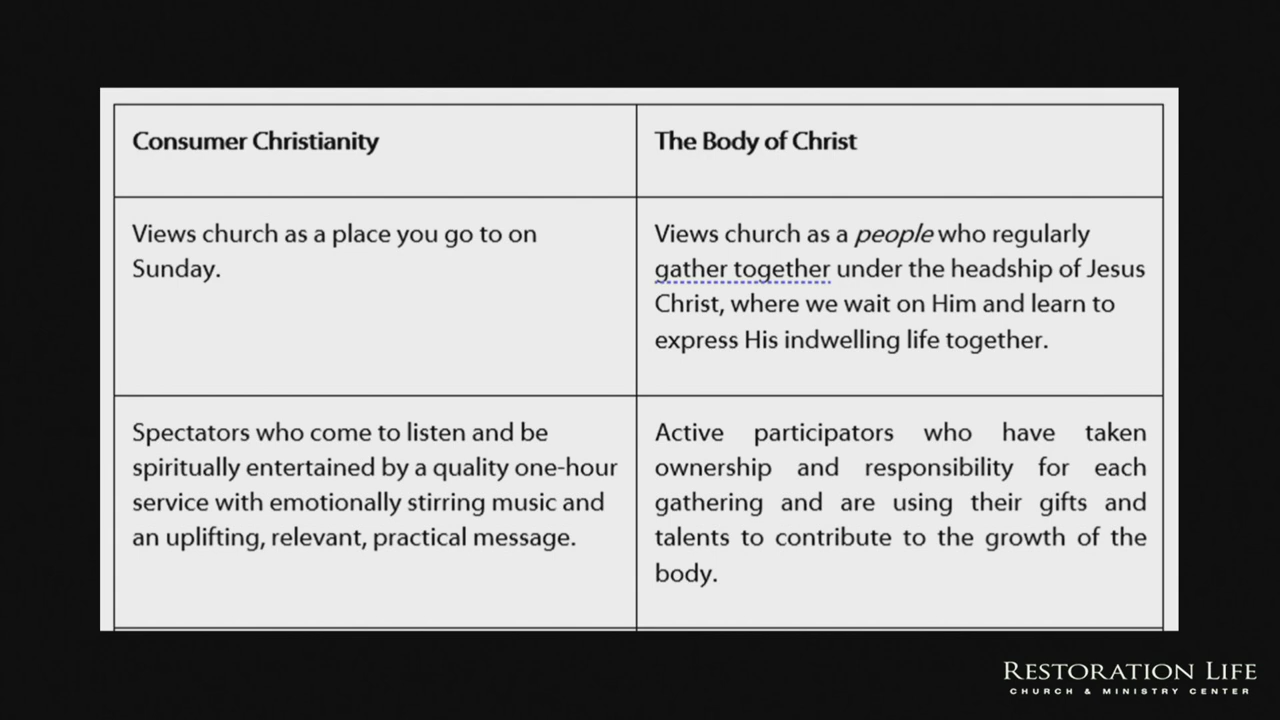 Consumer Christianity
The Body of Christ
Views church as a place you go to on
Sunday.
Views church as a people who regularly
gather together under the headship of Jesus
Christ, where we wait on Him and learn to
express His indwelling life together.
Spectators who come to listen and be
spiritually entertained by a quality one-hour
service with emotionally stirring music and
an uplifting, relevant, practical message.
Active participators who have taken
ownership and responsibility for each
gathering and are using their gifts and
talents to contribute to the growth of the
body.
RESTORATION LIFE
CHURCH & MINISTRY CENTER